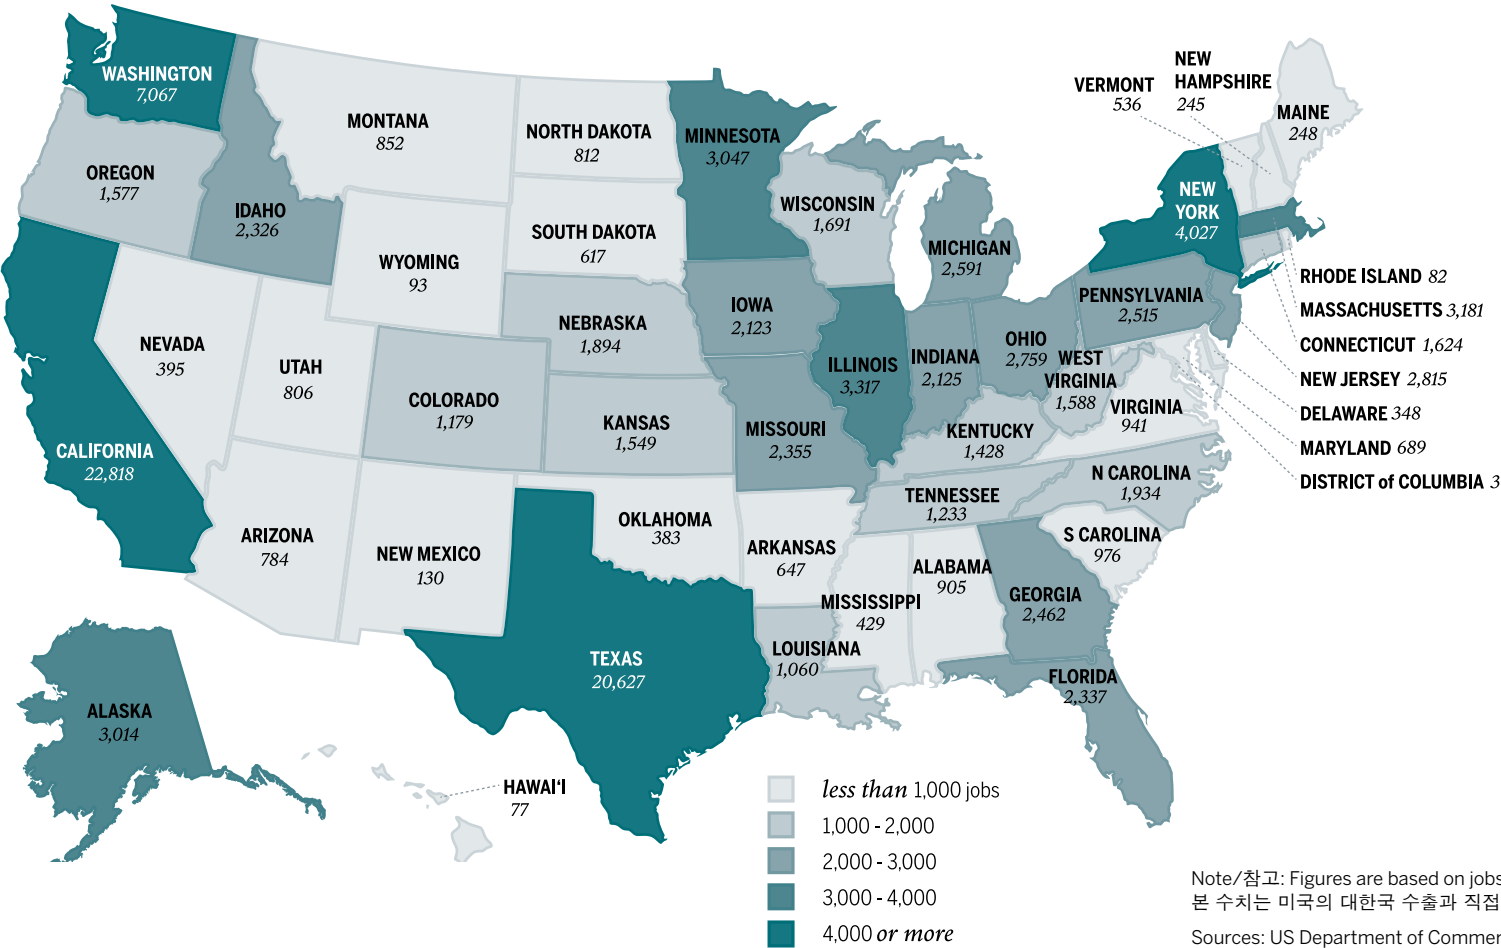 WASHINGTON
7,067
OREGON
1,577
IDAHO
2,326
MONTANA
852
NORTH DAKOTA
812
MINNESOTA
3,047
WISCONSIN
1,691
MICHIGAN
2,591
VERMONT
536
NEW
HAMPSHIRE
245
MAINE
248
NEW
YORK
4,027
SOUTH DAKOTA
617
WYOMING
93
NEVADA
395
UTAH
806
COLORADO
1,179
NEBRASKA
1,894
IOWA
2,123
ILLINOIS
3,317
INDIANA
2,125
OHIO
2,759
PENNSYLVANIA
2,515
WEST
VIRGINIA
1,588
VIRGINIA
941
RHODE ISLAND 82
MASSACHUSETTS 3,181
CONNECTICUT 1,624
NEW JERSEY 2,815
DELAWARE 348
MARYLAND 689
DISTRICT of COLUMBIA 3
CALIFORNIA
22,818
KANSAS
1,549
MISSOURI
2,355
KENTUCKY
1,428
TENNESSEE
1,233
N CAROLINA
1,934
S CAROLINA
976
ARIZONA
784
NEW MEXICO
130
OKLAHOMA
383
ARKANSAS
647
MISSISSIPPI
429
ALABAMA
905
GEORGIA
2,462
TEXAS
20,627
LOUISIANA
1,060
FLORIDA
2,337
ALASKA
3,014
HAWAI‘I
77
less than 1,000 jobs
1,000 - 2,000
2,000 - 3,000
3,000 - 4,000
4,000 or more
Note/참고: Figures are based on jobs
본 수치는 미국의 대한국 수출과 직접
Sources: US Department of Commer